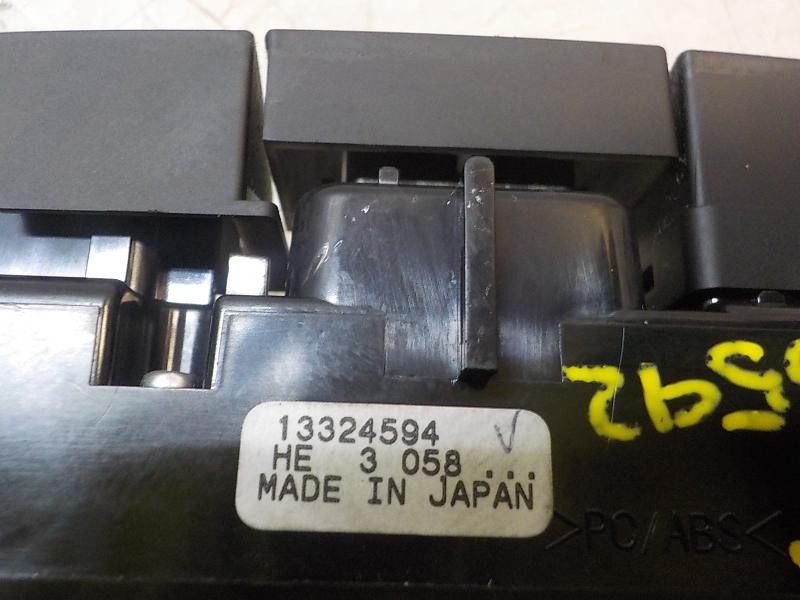 13324594 V
HE 3 058...
MADE IN JAPAN
>PC/ABS<